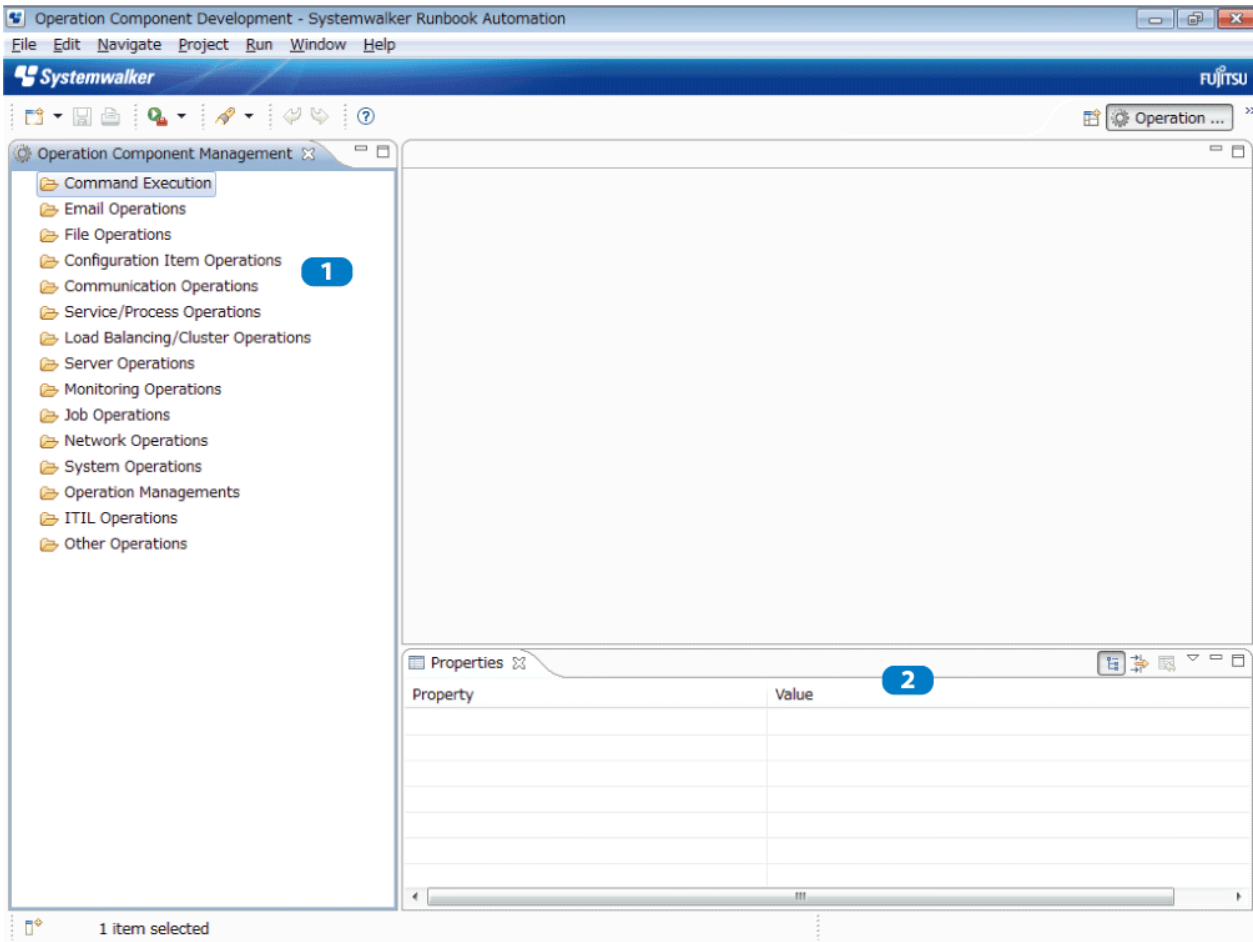 Operation Component Development - Systemwalker Runbook Automation
File Edit Navigate Project Run Window Help
Systemwalker
FUJITSU
Operation ...
Operation Component Management
Command Execution
Email Operations
File Operations
Configuration Item Operations
1
Communication Operations
Service/Process Operations
Load Balancing/Cluster Operations
Server Operations
Monitoring Operations
Job Operations
Network Operations
System Operations
Operation Managements
ITIL Operations
Other Operations
Properties
2
Property Value
1 item selected